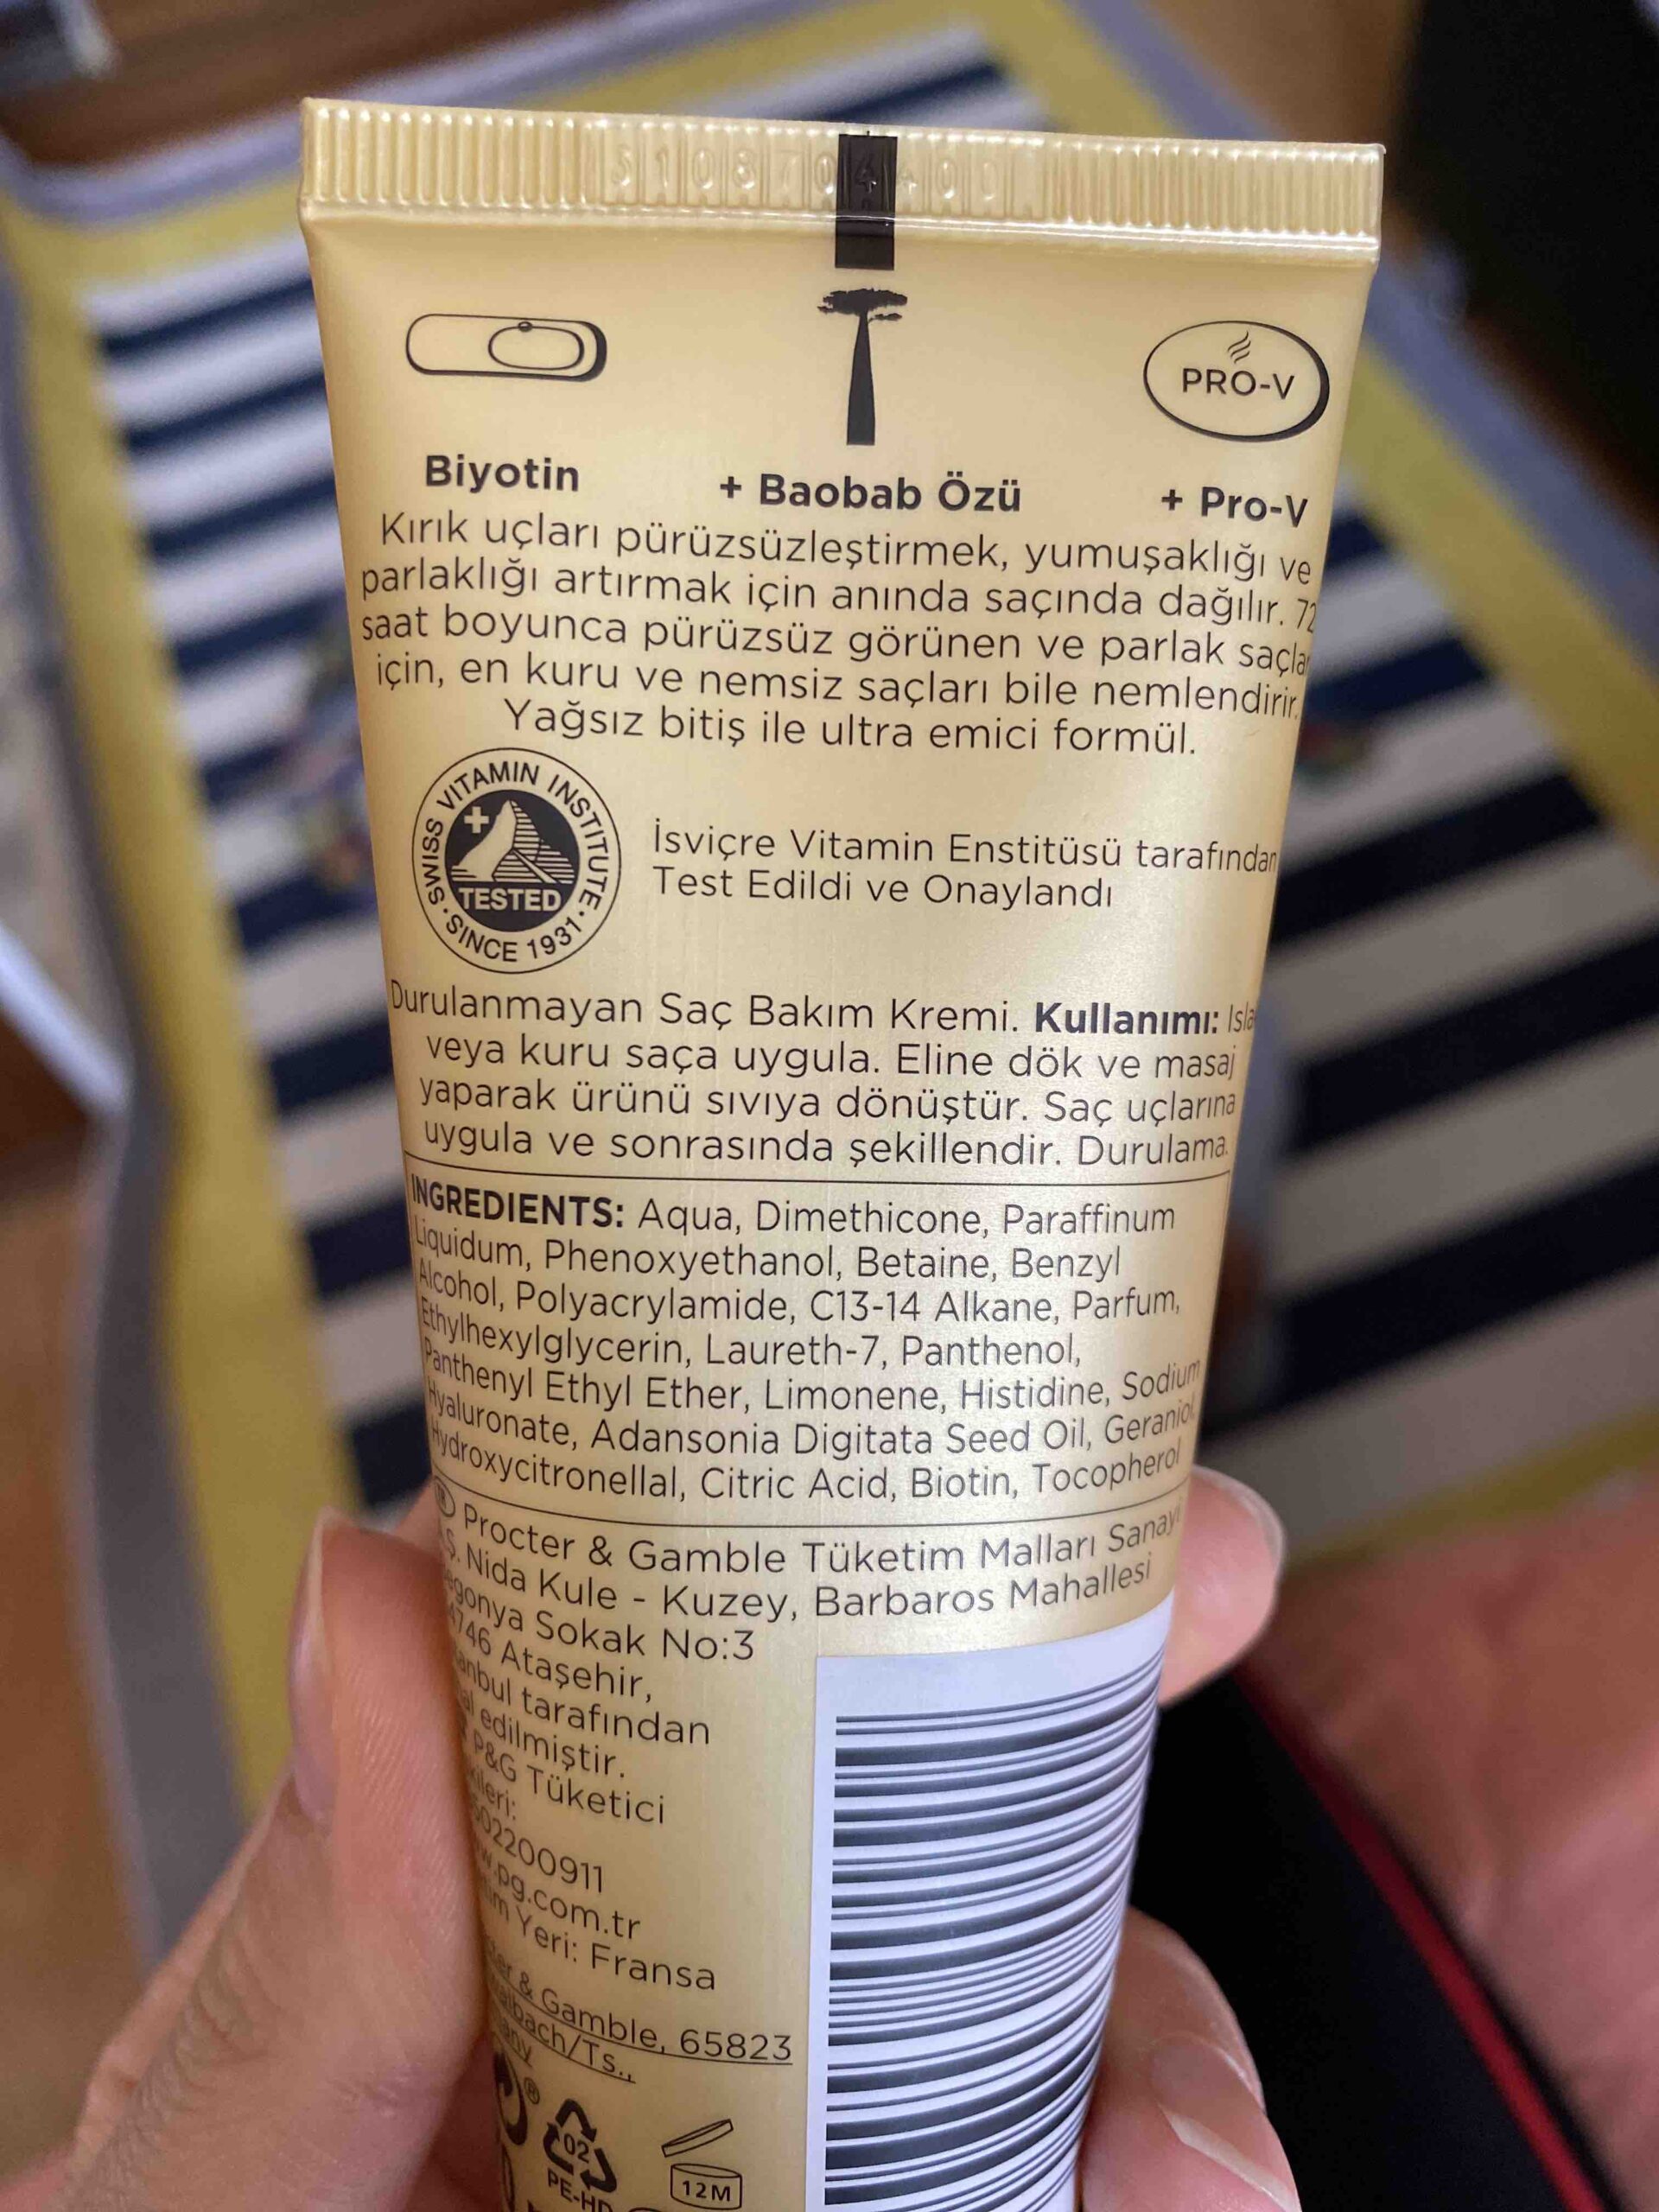 PRO-V
Biyotin + Baobab Özü + Pro-V
Kırık uçları pürüzsüzleştirmek, yumuşaklığı ve
parlaklığı artırmak için anında saçında dağılır. 72
saat boyunca pürüzsüz görünen ve parlak
için, en kuru ve nemsiz saçları bile nemlendirir.
Yağsız bitiş ile ultra emici formül.
SWISS VITAMIN INSTITUTE
TESTED
SINCE 1931
İsviçre Vitamin Enstitüsü tarafından
Test Edildi ve Onaylandı
Durulanmayan Saç Bakım Kremi. Kullanımı:
veya kuru saça uygula. Eline dök ve masaj
yaparak ürünü sıvıya dönüştür. Saç uçlarına
uygula ve sonrasında şekillendir. Durulama.
INGREDIENTS: Aqua, Dimethicone, Paraffinum
Liquidum, Phenoxyethanol, Betaine, Benzyl
Alcohol, Polyacrylamide, C13-14 Alkane, Parfum,
Ethylhexylglycerin, Laureth-7, Panthenol,
Panthenyl Ethyl Ether, Limonene, Histidine, Sodium
Hyaluronate, Adansonia Digitata Seed Oil, Geraniol,
Hydroxycitronellal, Citric Acid, Biotin, Tocopherol
® Procter & Gamble Tüketim Malları Sanayi
A.Ş. Nida Kule - Kuzey, Barbaros Mahallesi
Sokak No:3
Ataşehir,
tarafından
edilmiştir.
P&G Tüketici
Yeri: Fransa
& Gamble, 65823
02
PE-HD
12M